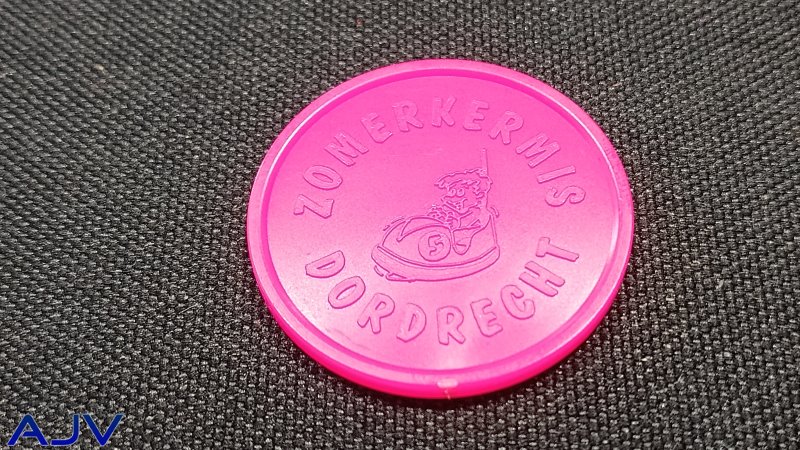 ZOMERKERMIS
5
DORDRECHT
AJV